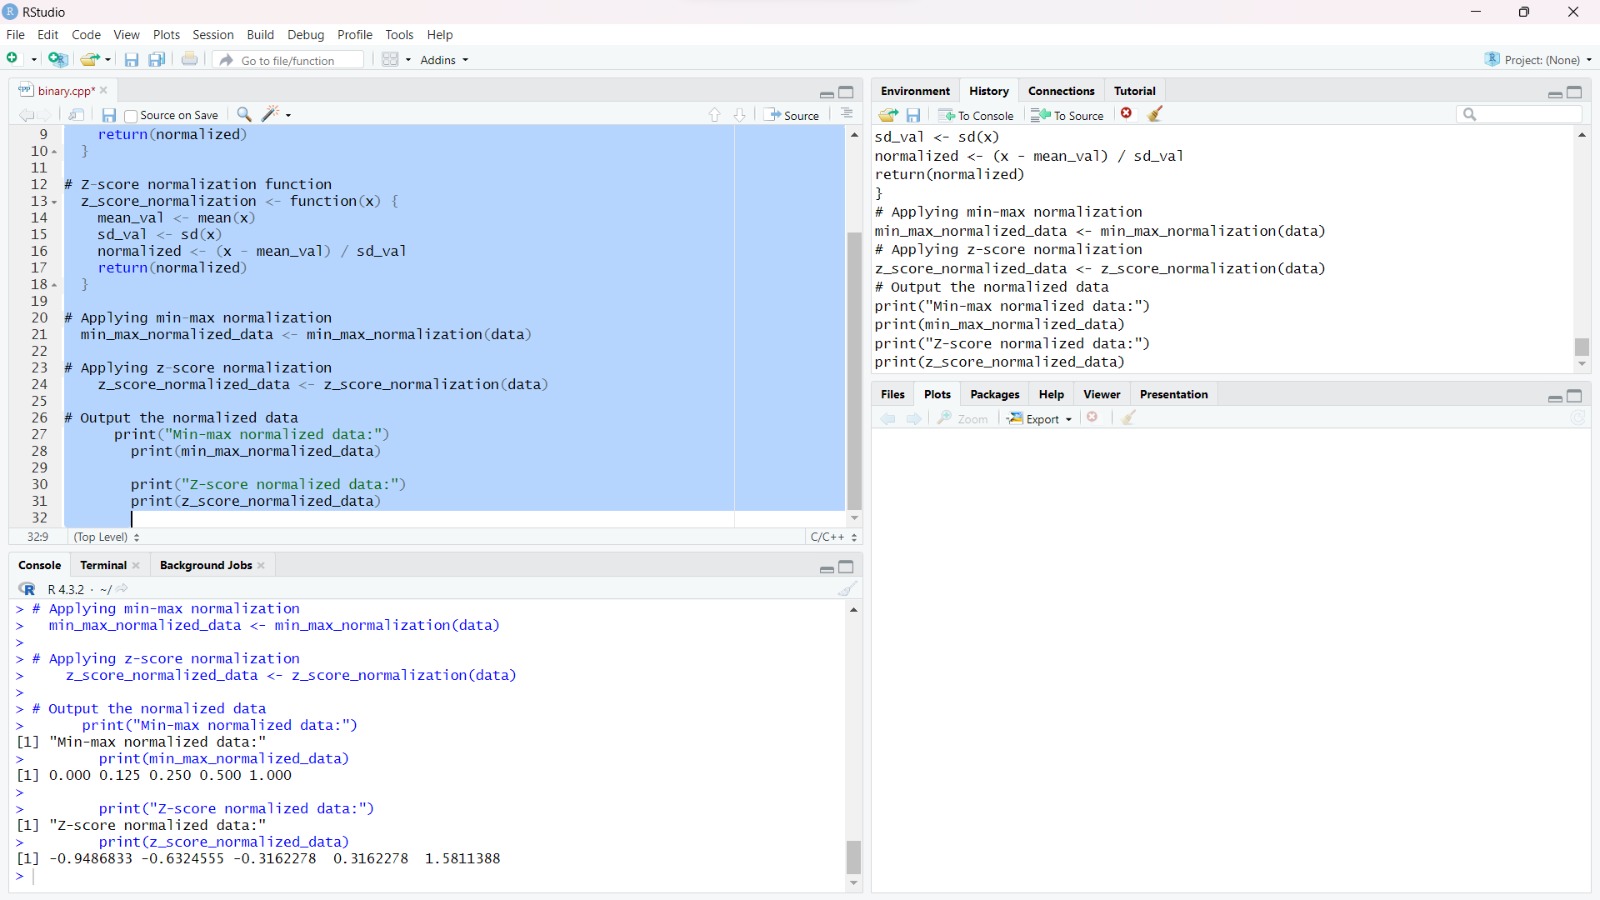 RStudio
File Edit Code View Plots Session Build Debug Profile Tools Help
Go to file/function Addins Project: (None)
binary.cpp*
Source on Save Source
9 return(normalized)
10 }
11
12 # Z-score normalization function
13 z_score_normalization <- function(x) {
14 mean_val <- mean(x)
15 sd_val <- sd(x)
16 normalized <- (x - mean_val) / sd_val
17 return(normalized)
18 }
19
20 # Applying min-max normalization
21 min_max_normalized_data <- min_max_normalization(data)
22
23 # Applying z-score normalization
24 z_score_normalized_data <- z_score_normalization(data)
25
26 # Output the normalized data
27 print("Min-max normalized data:")
28 print(min_max_normalized_data)
29
30 print("Z-score normalized data:")
31 print(z_score_normalized_data)
32
32:9 (Top Level) C/C++
Console Terminal Background Jobs
R 4.3.2 · ~/
> # Applying min-max normalization
> min_max_normalized_data <- min_max_normalization(data)
>
> # Applying z-score normalization
> z_score_normalized_data <- z_score_normalization(data)
>
> # Output the normalized data
> print("Min-max normalized data:")
[1] "Min-max normalized data:"
> print(min_max_normalized_data)
[1] 0.000 0.125 0.250 0.500 1.000
>
> print("Z-score normalized data:")
[1] "Z-score normalized data:"
> print(z_score_normalized_data)
[1] -0.9486833 -0.6324555 -0.3162278 0.3162278 1.5811388
>
Environment History Connections Tutorial
To Console To Source
sd_val <- sd(x)
normalized <- (x - mean_val) / sd_val
return(normalized)
}
# Applying min-max normalization
min_max_normalized_data <- min_max_normalization(data)
# Applying z-score normalization
z_score_normalized_data <- z_score_normalization(data)
# Output the normalized data
print("Min-max normalized data:")
print(min_max_normalized_data)
print("Z-score normalized data:")
print(z_score_normalized_data)
Files Plots Packages Help Viewer Presentation
Zoom Export